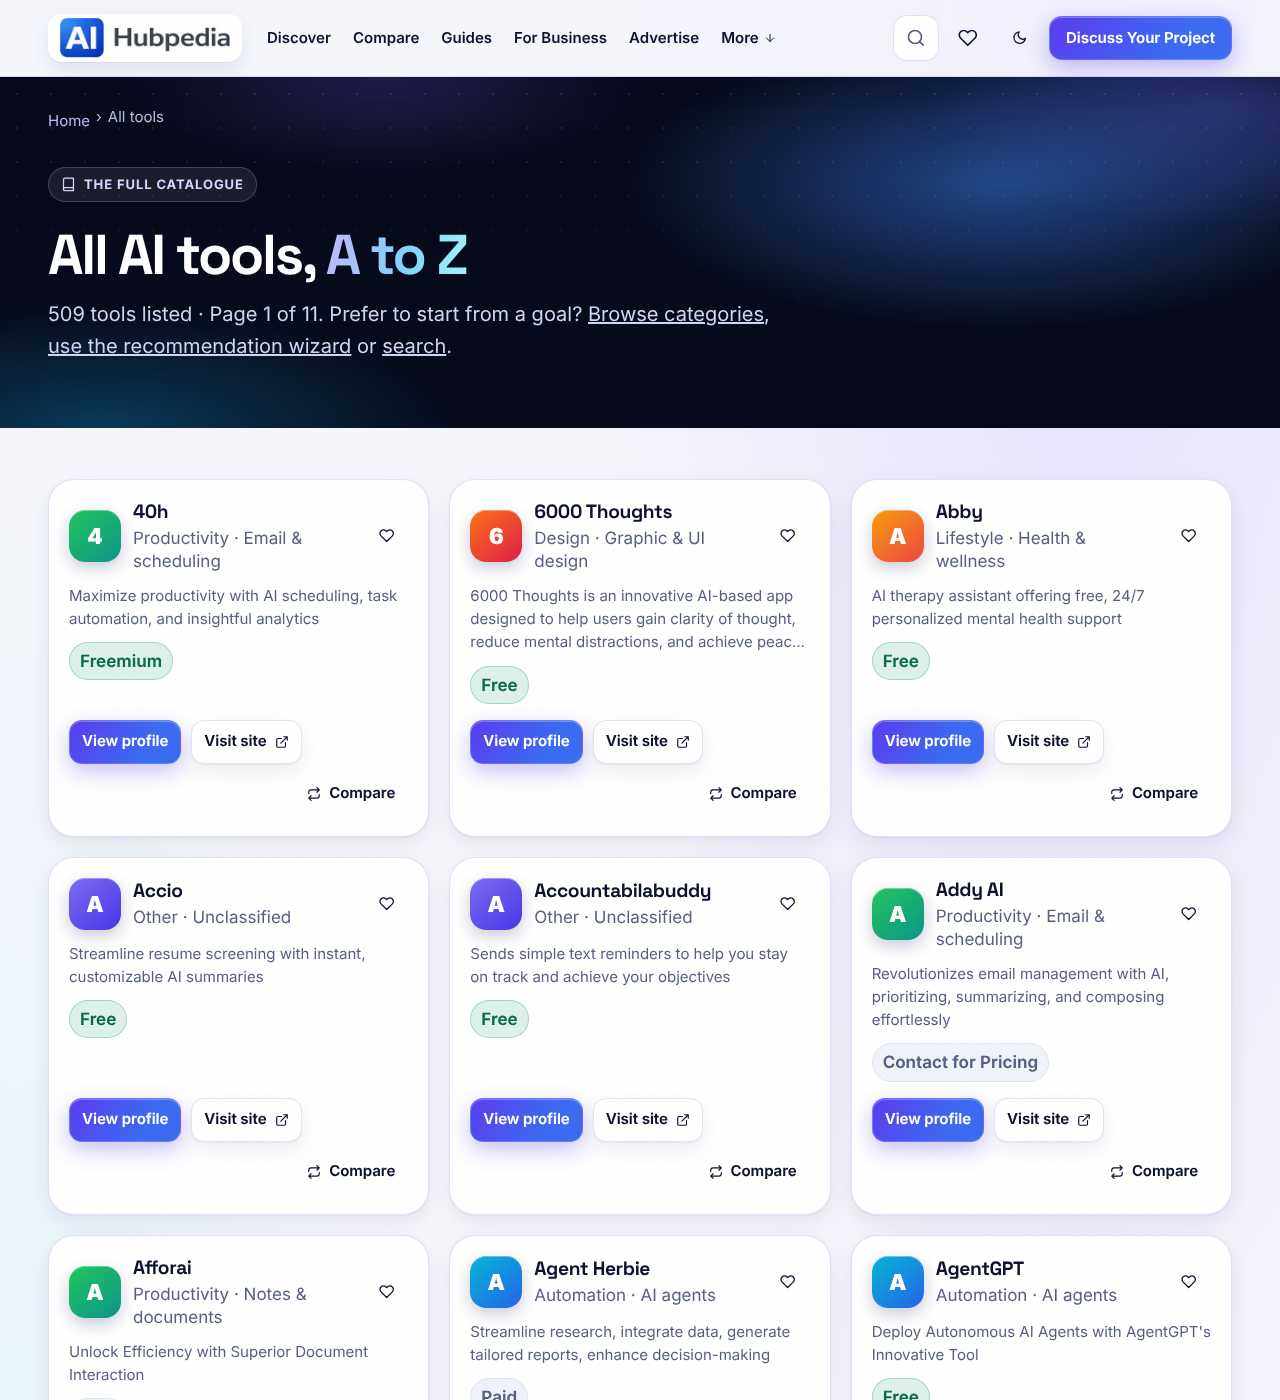 AI Hubpedia
Discover
Compare
Guides
For Business
Advertise
More
Discuss Your Project
Home › All tools
THE FULL CATALOGUE
All AI tools, A to Z
509 tools listed · Page 1 of 11. Prefer to start from a goal? Browse categories,
use the recommendation wizard or search.
4
40h
Productivity · Email &
scheduling
Maximize productivity with AI scheduling, task
automation, and insightful analytics
Freemium
View profile
Visit site
Compare
6
6000 Thoughts
Design · Graphic & UI
design
6000 Thoughts is an innovative AI-based app
designed to help users gain clarity of thought,
reduce mental distractions, and achieve peac...
Free
View profile
Visit site
Compare
A
Abby
Lifestyle · Health &
wellness
AI therapy assistant offering free, 24/7
personalized mental health support
Free
View profile
Visit site
Compare
A
Accio
Other · Unclassified
Streamline resume screening with instant,
customizable AI summaries
Free
View profile
Visit site
Compare
A
Accountabilabuddy
Other · Unclassified
Sends simple text reminders to help you stay
on track and achieve your objectives
Free
View profile
Visit site
Compare
A
Addy AI
Productivity · Email &
scheduling
Revolutionizes email management with AI,
prioritizing, summarizing, and composing
effortlessly
Contact for Pricing
View profile
Visit site
Compare
A
Afforai
Productivity · Notes &
documents
Unlock Efficiency with Superior Document
Interaction
A
Agent Herbie
Automation · AI agents
Streamline research, integrate data, generate
tailored reports, enhance decision-making
Paid
A
AgentGPT
Automation · AI agents
Deploy Autonomous AI Agents with AgentGPT's
Innovative Tool
Free